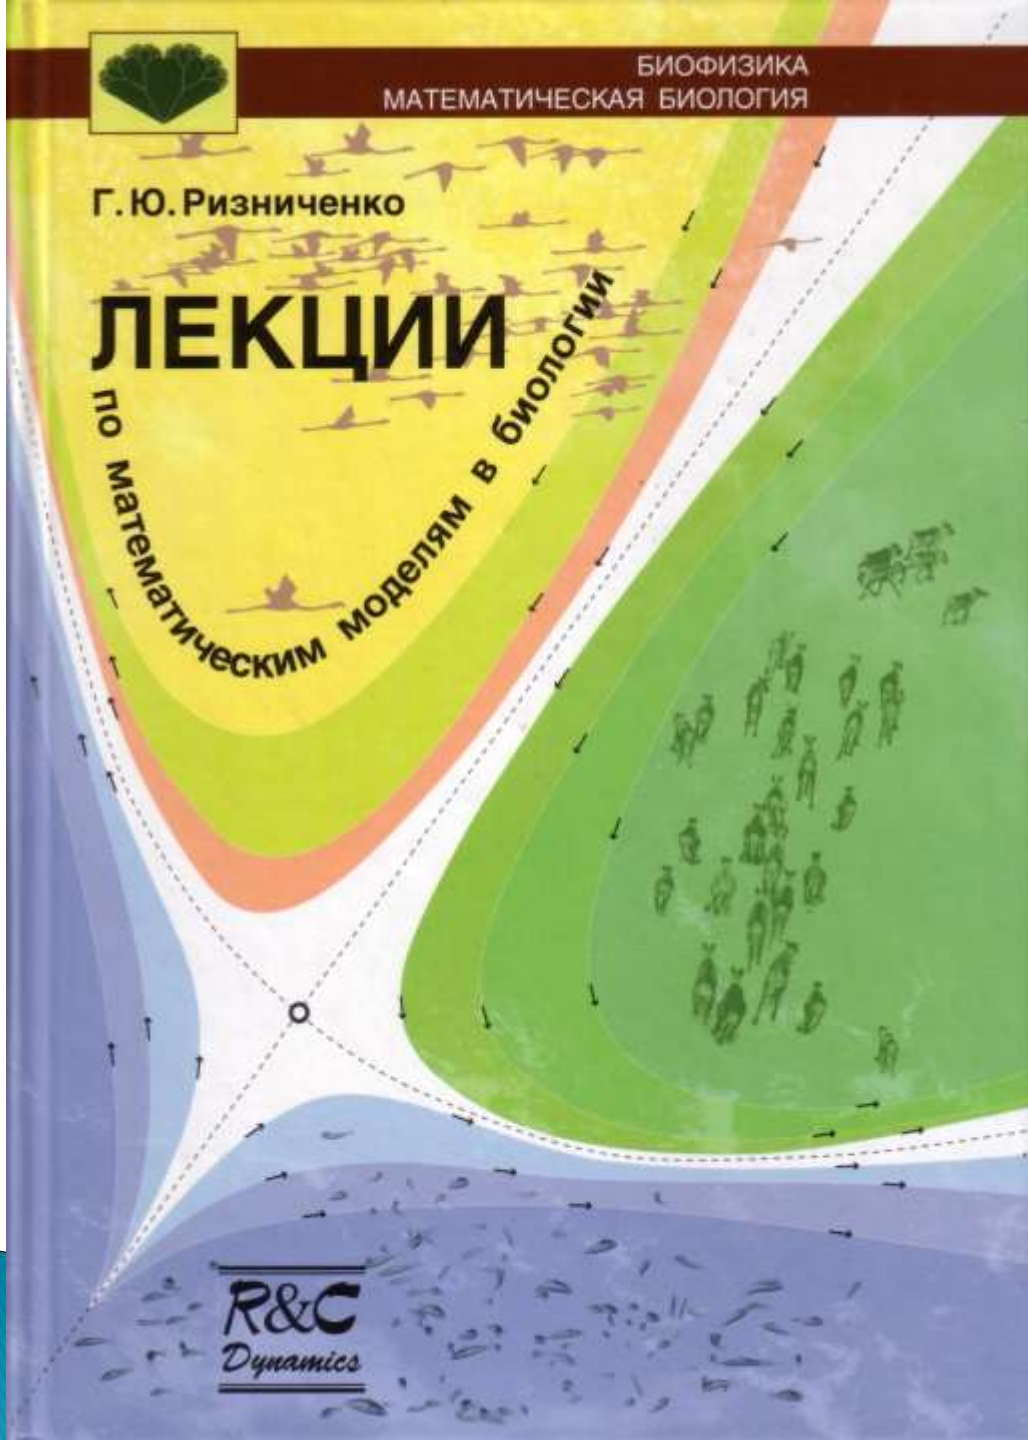 БИОФИЗИКА
МАТЕМАТИЧЕСКАЯ БИОЛОГИЯ
Г. Ю. Ризниченко
ЛЕКЦИИ
по математическим моделям в биологии
R&C
Dynamics